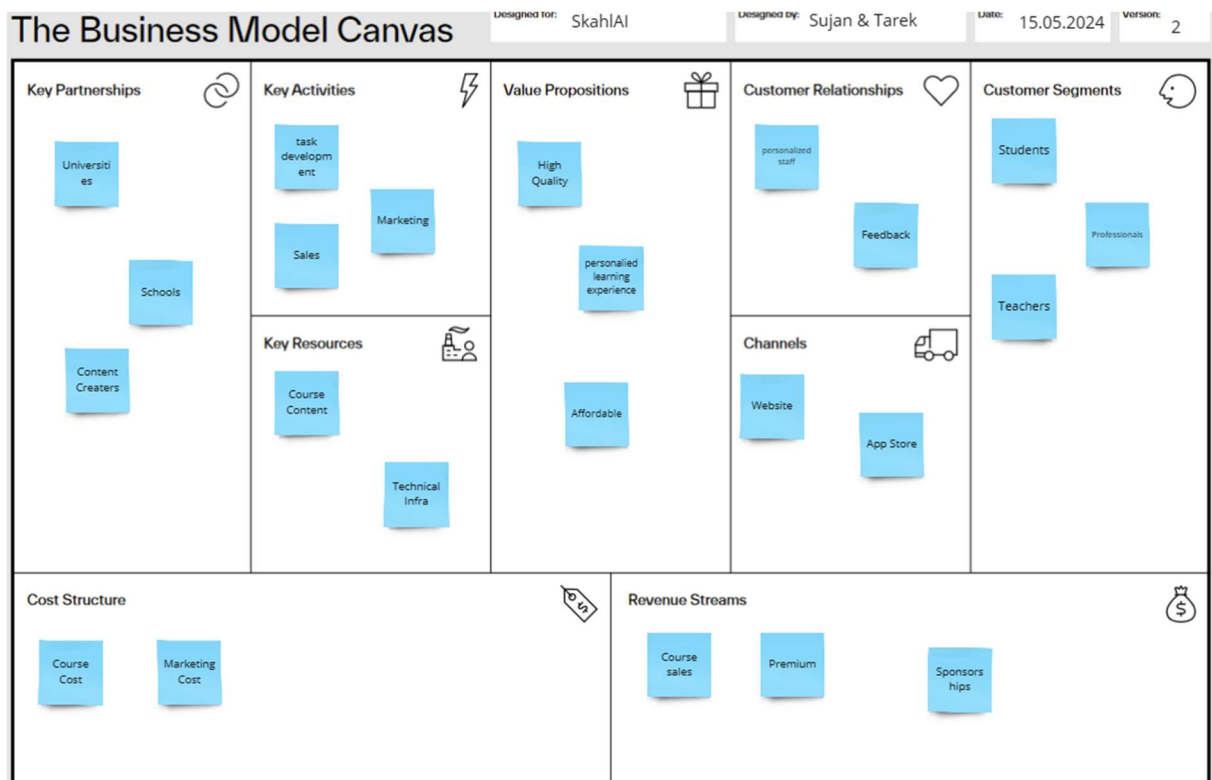 The Business Model Canvas
Designed for:
SkahlAI
Designed by:
Sujan & Tarek
Date:
15.05.2024
Version:
2
Key Partnerships
Universiti
es
Schools
Content
Creaters
Key Activities
task
developm
ent
Marketing
Sales
Key Resources
Course
Content
Technical
Infra
Value Propositions
High
Quality
personalied
learning
experience
Affordable
Customer Relationships
personalized
staff
Feedback
Channels
Website
App Store
Customer Segments
Students
Professionals
Teachers
Cost Structure
Course
Cost
Marketing
Cost
Revenue Streams
Course
sales
Premium
Sponsors
hips